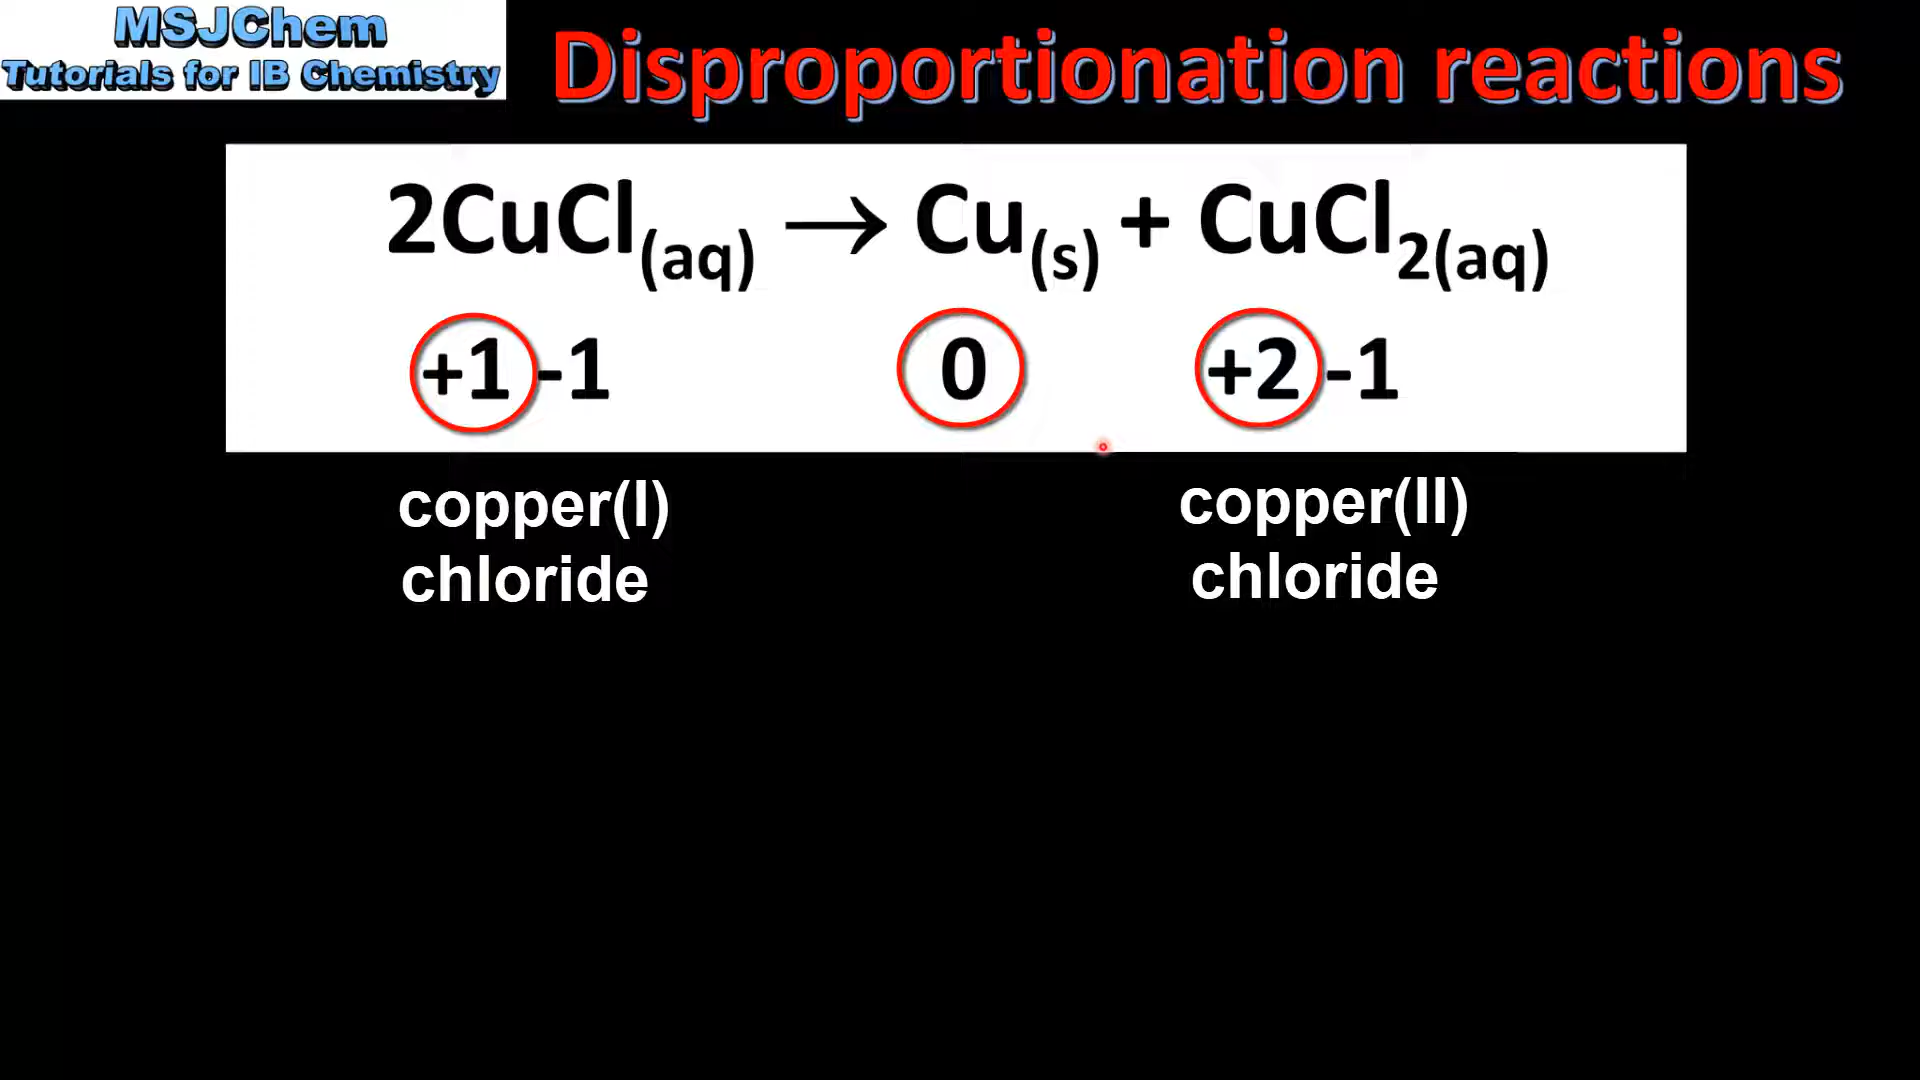 MSJChem
Tutorials for IB Chemistry
Disproportionation reactions
2CuCl(aq) → Cu(s) + CuCl2(aq)
+1 -1 0 +2 -1
copper(I)
chloride
copper(II)
chloride